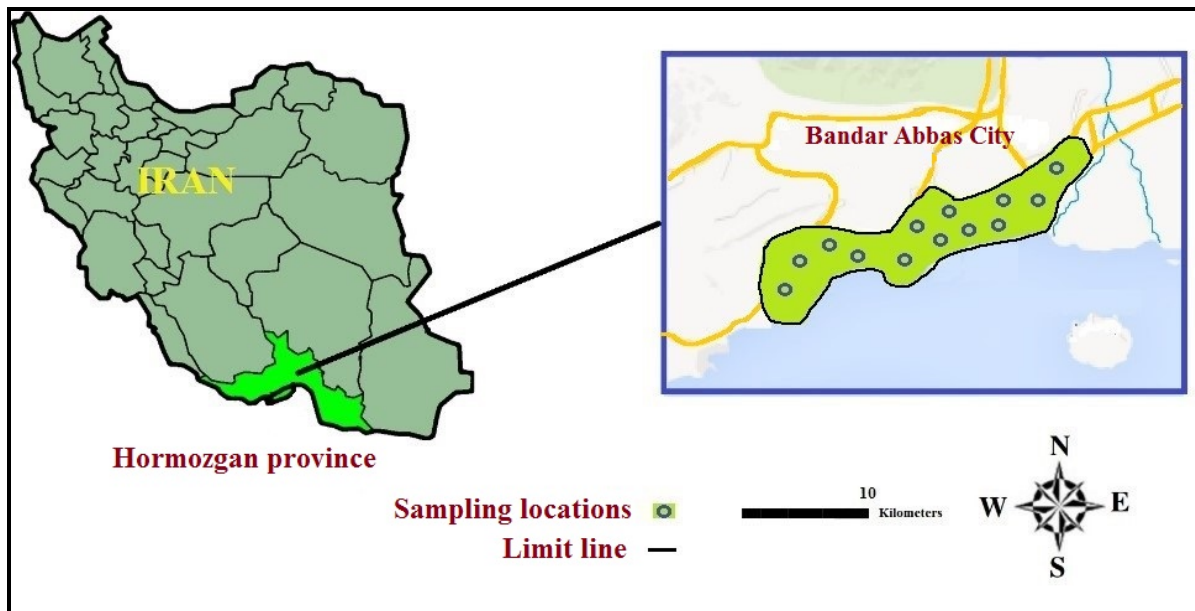 IRAN
Bandar Abbas City
Hormozgan province
Sampling locations
Limit line
10
Kilometers
N
W
E
S